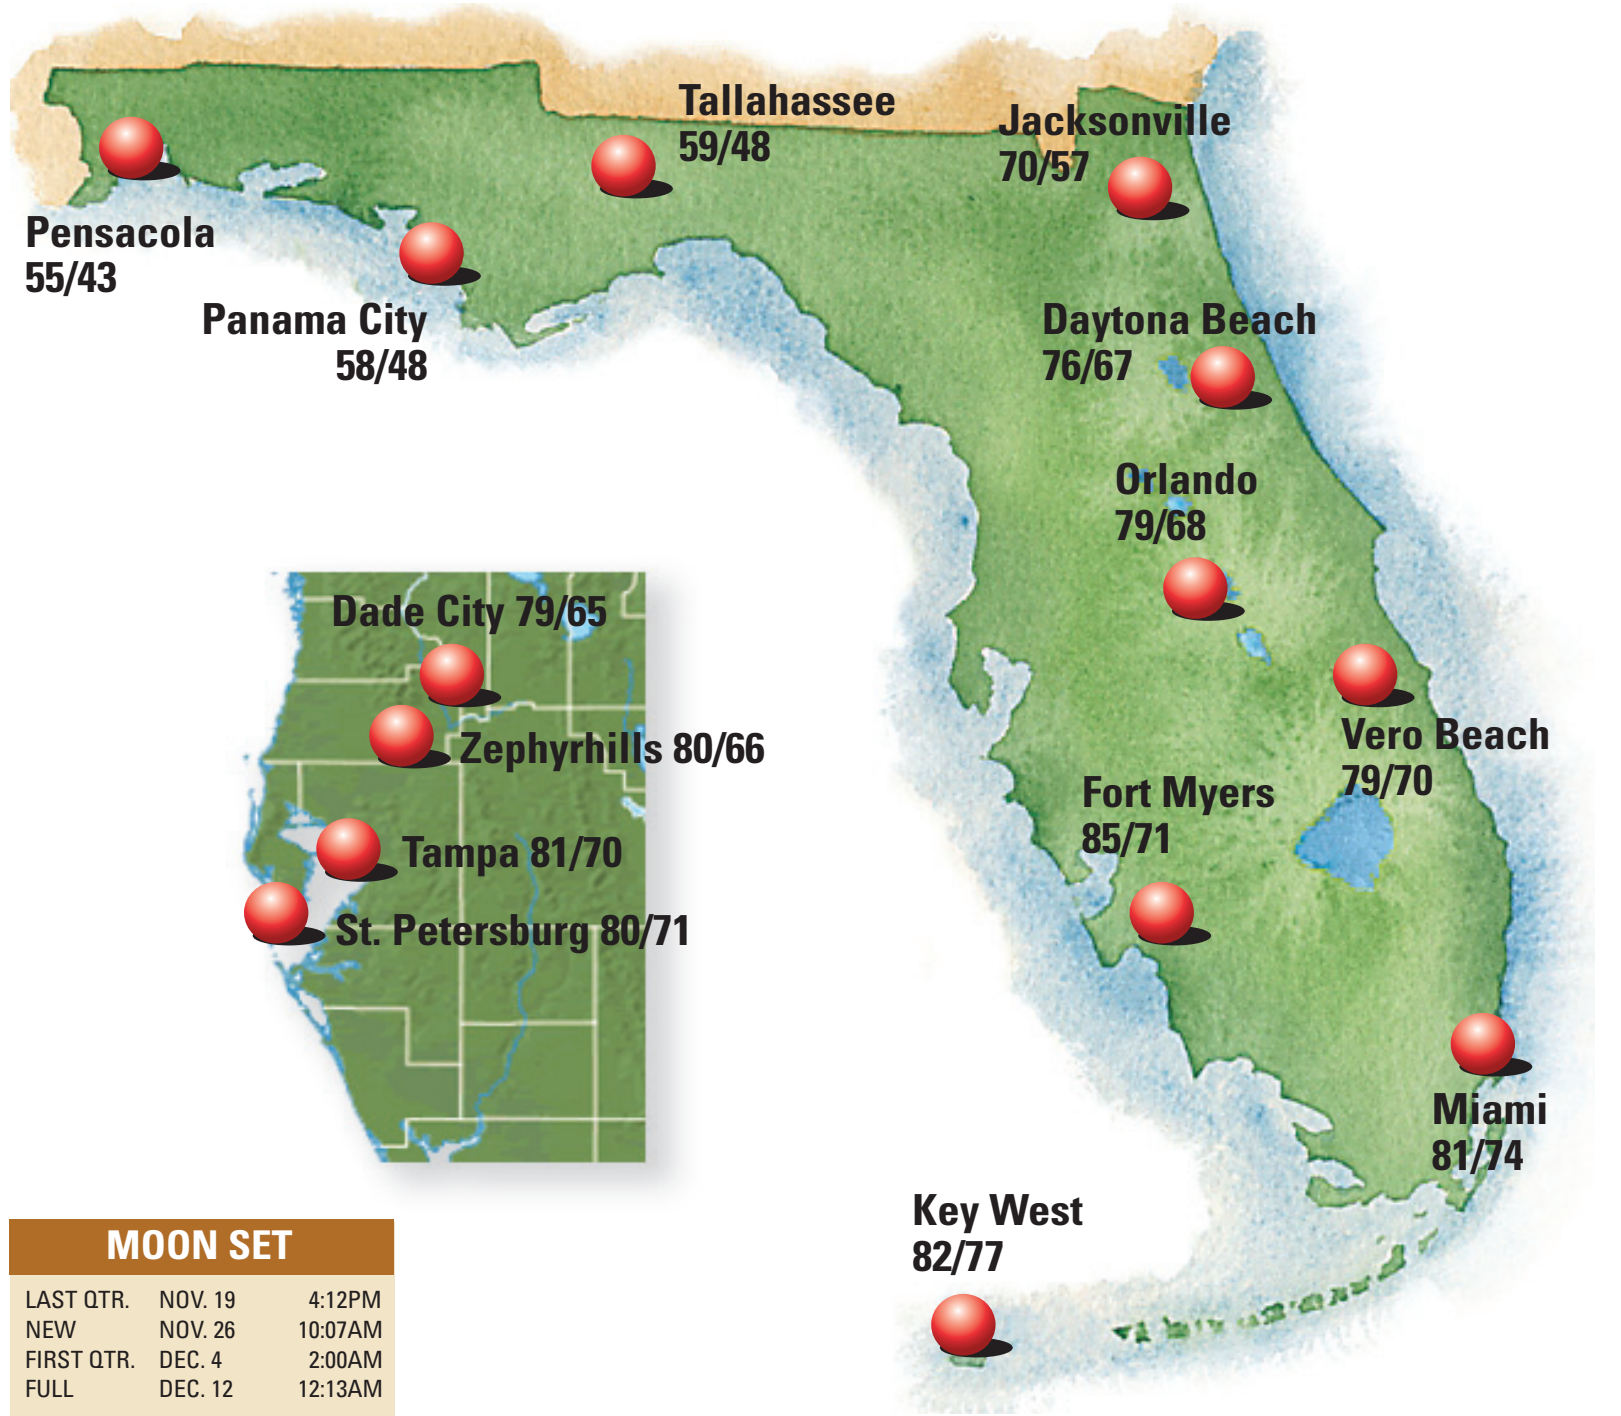 Tallahassee
59/48
Jacksonville
70/57
Pensacola
55/43
Panama City
58/48
Daytona Beach
76/67
Orlando
79/68
Dade City 79/65
Zephyrhills 80/66
Vero Beach
79/70
Fort Myers
85/71
Tampa 81/70
St. Petersburg 80/71
Miami
81/74
Key West
82/77
MOON SET
LAST QTR. NOV. 19 4:12PM
NEW NOV. 26 10:07AM
FIRST QTR. DEC. 4 2:00AM
FULL DEC. 12 12:13AM